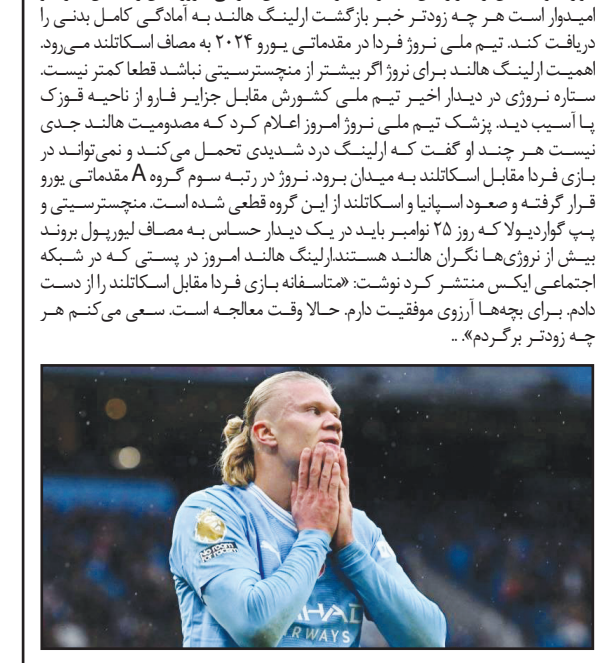 امیدوار است هر چه زودتر خبر بازگشت ارلینگ هالند به آمادگی کامل بدنی را
دریافت کند. تیم ملی نروژ فردا در مقدماتی یورو ۲۰۲۴ به مصاف اسکاتلند می‌رود.
اهمیت ارلینگ هالند برای نروژ اگر بیشتر از منچسترسیتی نباشد قطعا کمتر نیست.
ستاره نروژی در دیدار اخیر تیم ملی کشورش مقابل جزایر فارو از ناحیه قوزک
پا آسیب دید. پزشک تیم ملی نروژ امروز اعلام کرد که مصدومیت هالند جدی
نیست هر چند او گفت که ارلینگ درد شدیدی تحمل می‌کند و نمی‌تواند در
بازی فردا مقابل اسکاتلند به میدان برود. نروژ در رتبه سوم گروه A مقدماتی یورو
قرار گرفته و صعود اسپانیا و اسکاتلند از این گروه قطعی شده است. منچسترسیتی و
پپ گواردیولا که روز ۲۵ نوامبر باید در یک دیدار حساس به مصاف لیورپول بروند
بیش از نروژی‌ها نگران هالند هستند.ارلینگ هالند امروز در پستی که در شبکه
اجتماعی ایکس منتشر کرد نوشت: «متاسفانه بازی فردا مقابل اسکاتلند را از دست
دادم. برای بچه‌ها آرزوی موفقیت دارم. حالا وقت معالجه است. سعی می‌کنم هر
چه زودتر برگردم». ..
No room
for racism
HAD
RWAYS